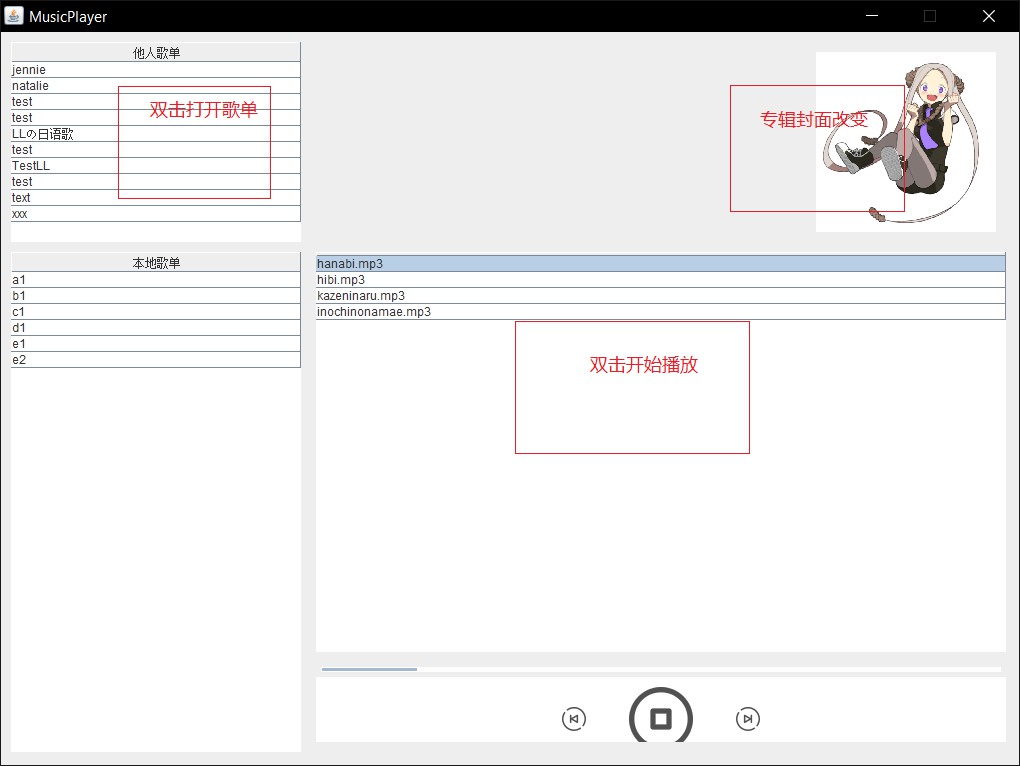 MusicPlayer
他人歌单
jennie
natalie
test
test
LLの日语歌
test
TestLL
test
text
xxx
双击打开歌单
专辑封面改变
本地歌单
a1
b1
c1
d1
e1
e2
hanabi.mp3
hibi.mp3
kazeninaru.mp3
inochinonamae.mp3
双击开始播放